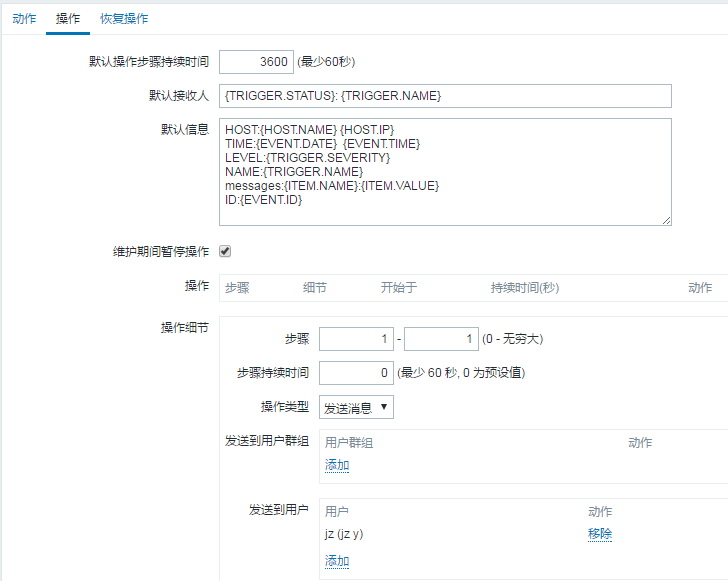 动作 操作 恢复操作
默认操作步骤持续时间 3600 (最少60秒)
默认接收人 {TRIGGER.STATUS}: {TRIGGER.NAME}
默认信息 HOST:{HOST.NAME} {HOST.IP}
TIME:{EVENT.DATE} {EVENT.TIME}
LEVEL:{TRIGGER.SEVERITY}
NAME:{TRIGGER.NAME}
messages:{ITEM.NAME}:{ITEM.VALUE}
ID:{EVENT.ID}
维护期间暂停操作
操作 步骤 细节 开始于 持续时间(秒) 动作
操作细节
步骤 1 - 1 (0 - 无穷大)
步骤持续时间 0 (最少 60 秒, 0 为预设值)
操作类型 发送消息
发送到用户群组 用户群组 动作
添加
发送到用户 用户 动作
jz (jz y) 移除
添加